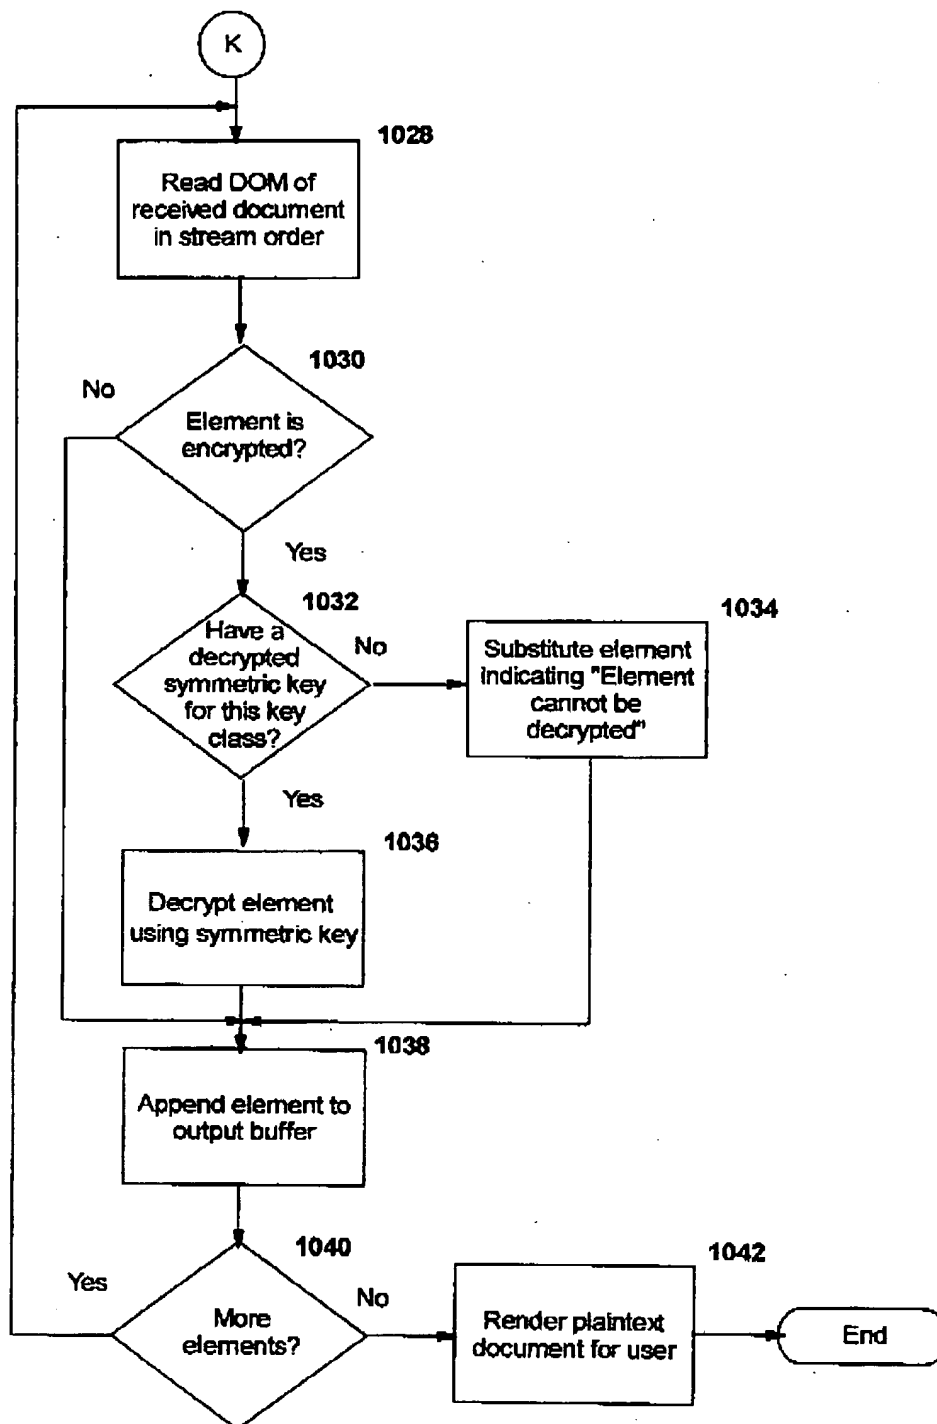 K
1028
Read DOM of
received document
in stream order
1030
No
Element is
encrypted?
Yes
1032
Have a
decrypted
symmetric key
for this key
class?
No
1034
Substitute element
indicating "Element
cannot be
decrypted"
Yes
1036
Decrypt element
using symmetric key
1038
Append element to
output buffer
1040
Yes
More
elements?
No
1042
Render plaintext
document for user
End